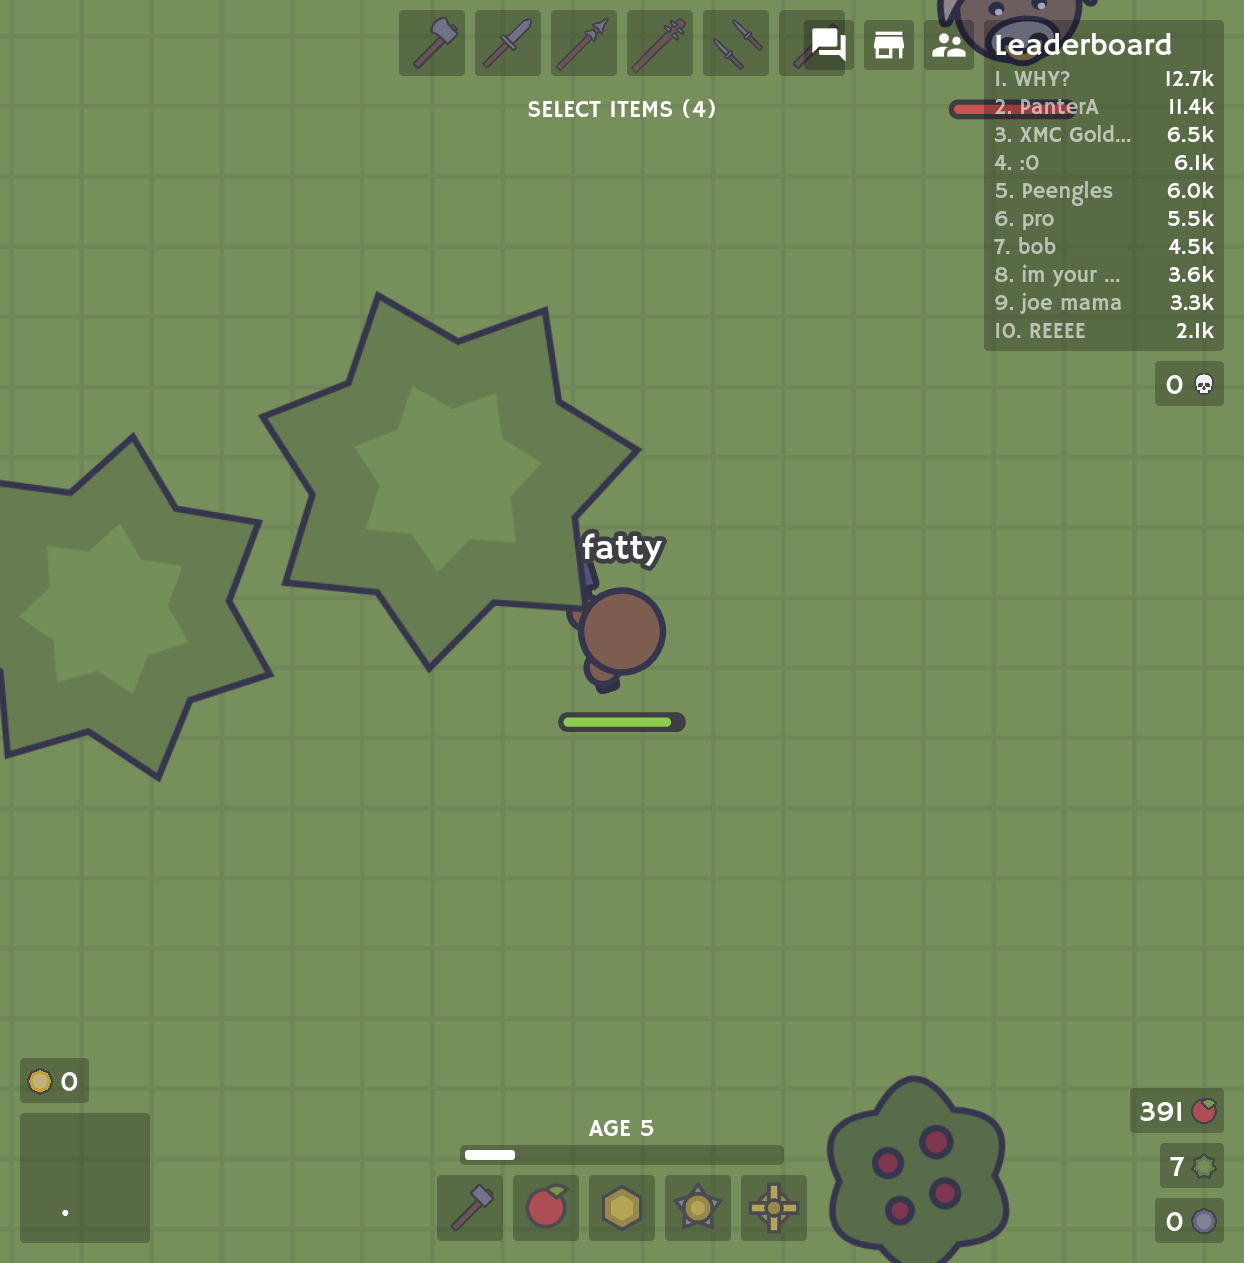 Leaderboard
1. WHY? 12.7k
2. PanterA 11.4k
3. XMC Gold... 6.5k
4. :0 6.1k
5. Peengles 6.0k
6. pro 5.5k
7. bob 4.5k
8. im your ... 3.6k
9. joe mama 3.3k
10. REEEE 2.1k
SELECT ITEMS (4)
0
fatty
0
AGE 5
391
7
0